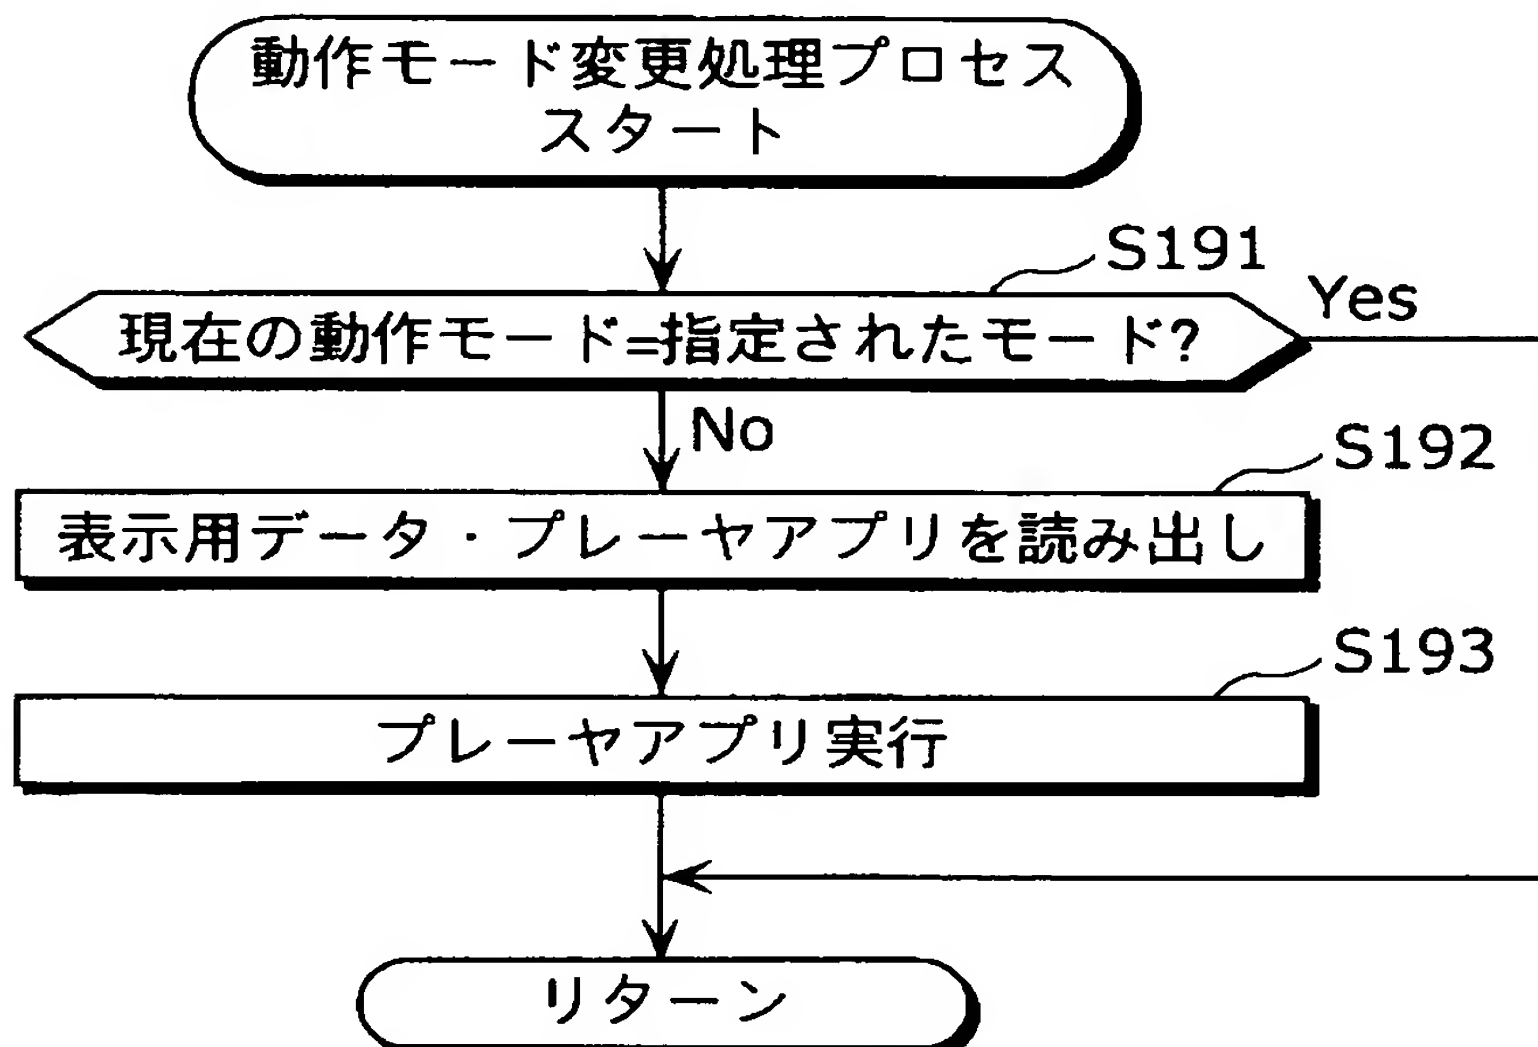 動作モード変更処理プロセス
スタート
S191
現在の動作モード=指定されたモード?
Yes
No
S192
表示用データ・プレーヤアプリを読み出し
S193
プレーヤアプリ実行
リターン